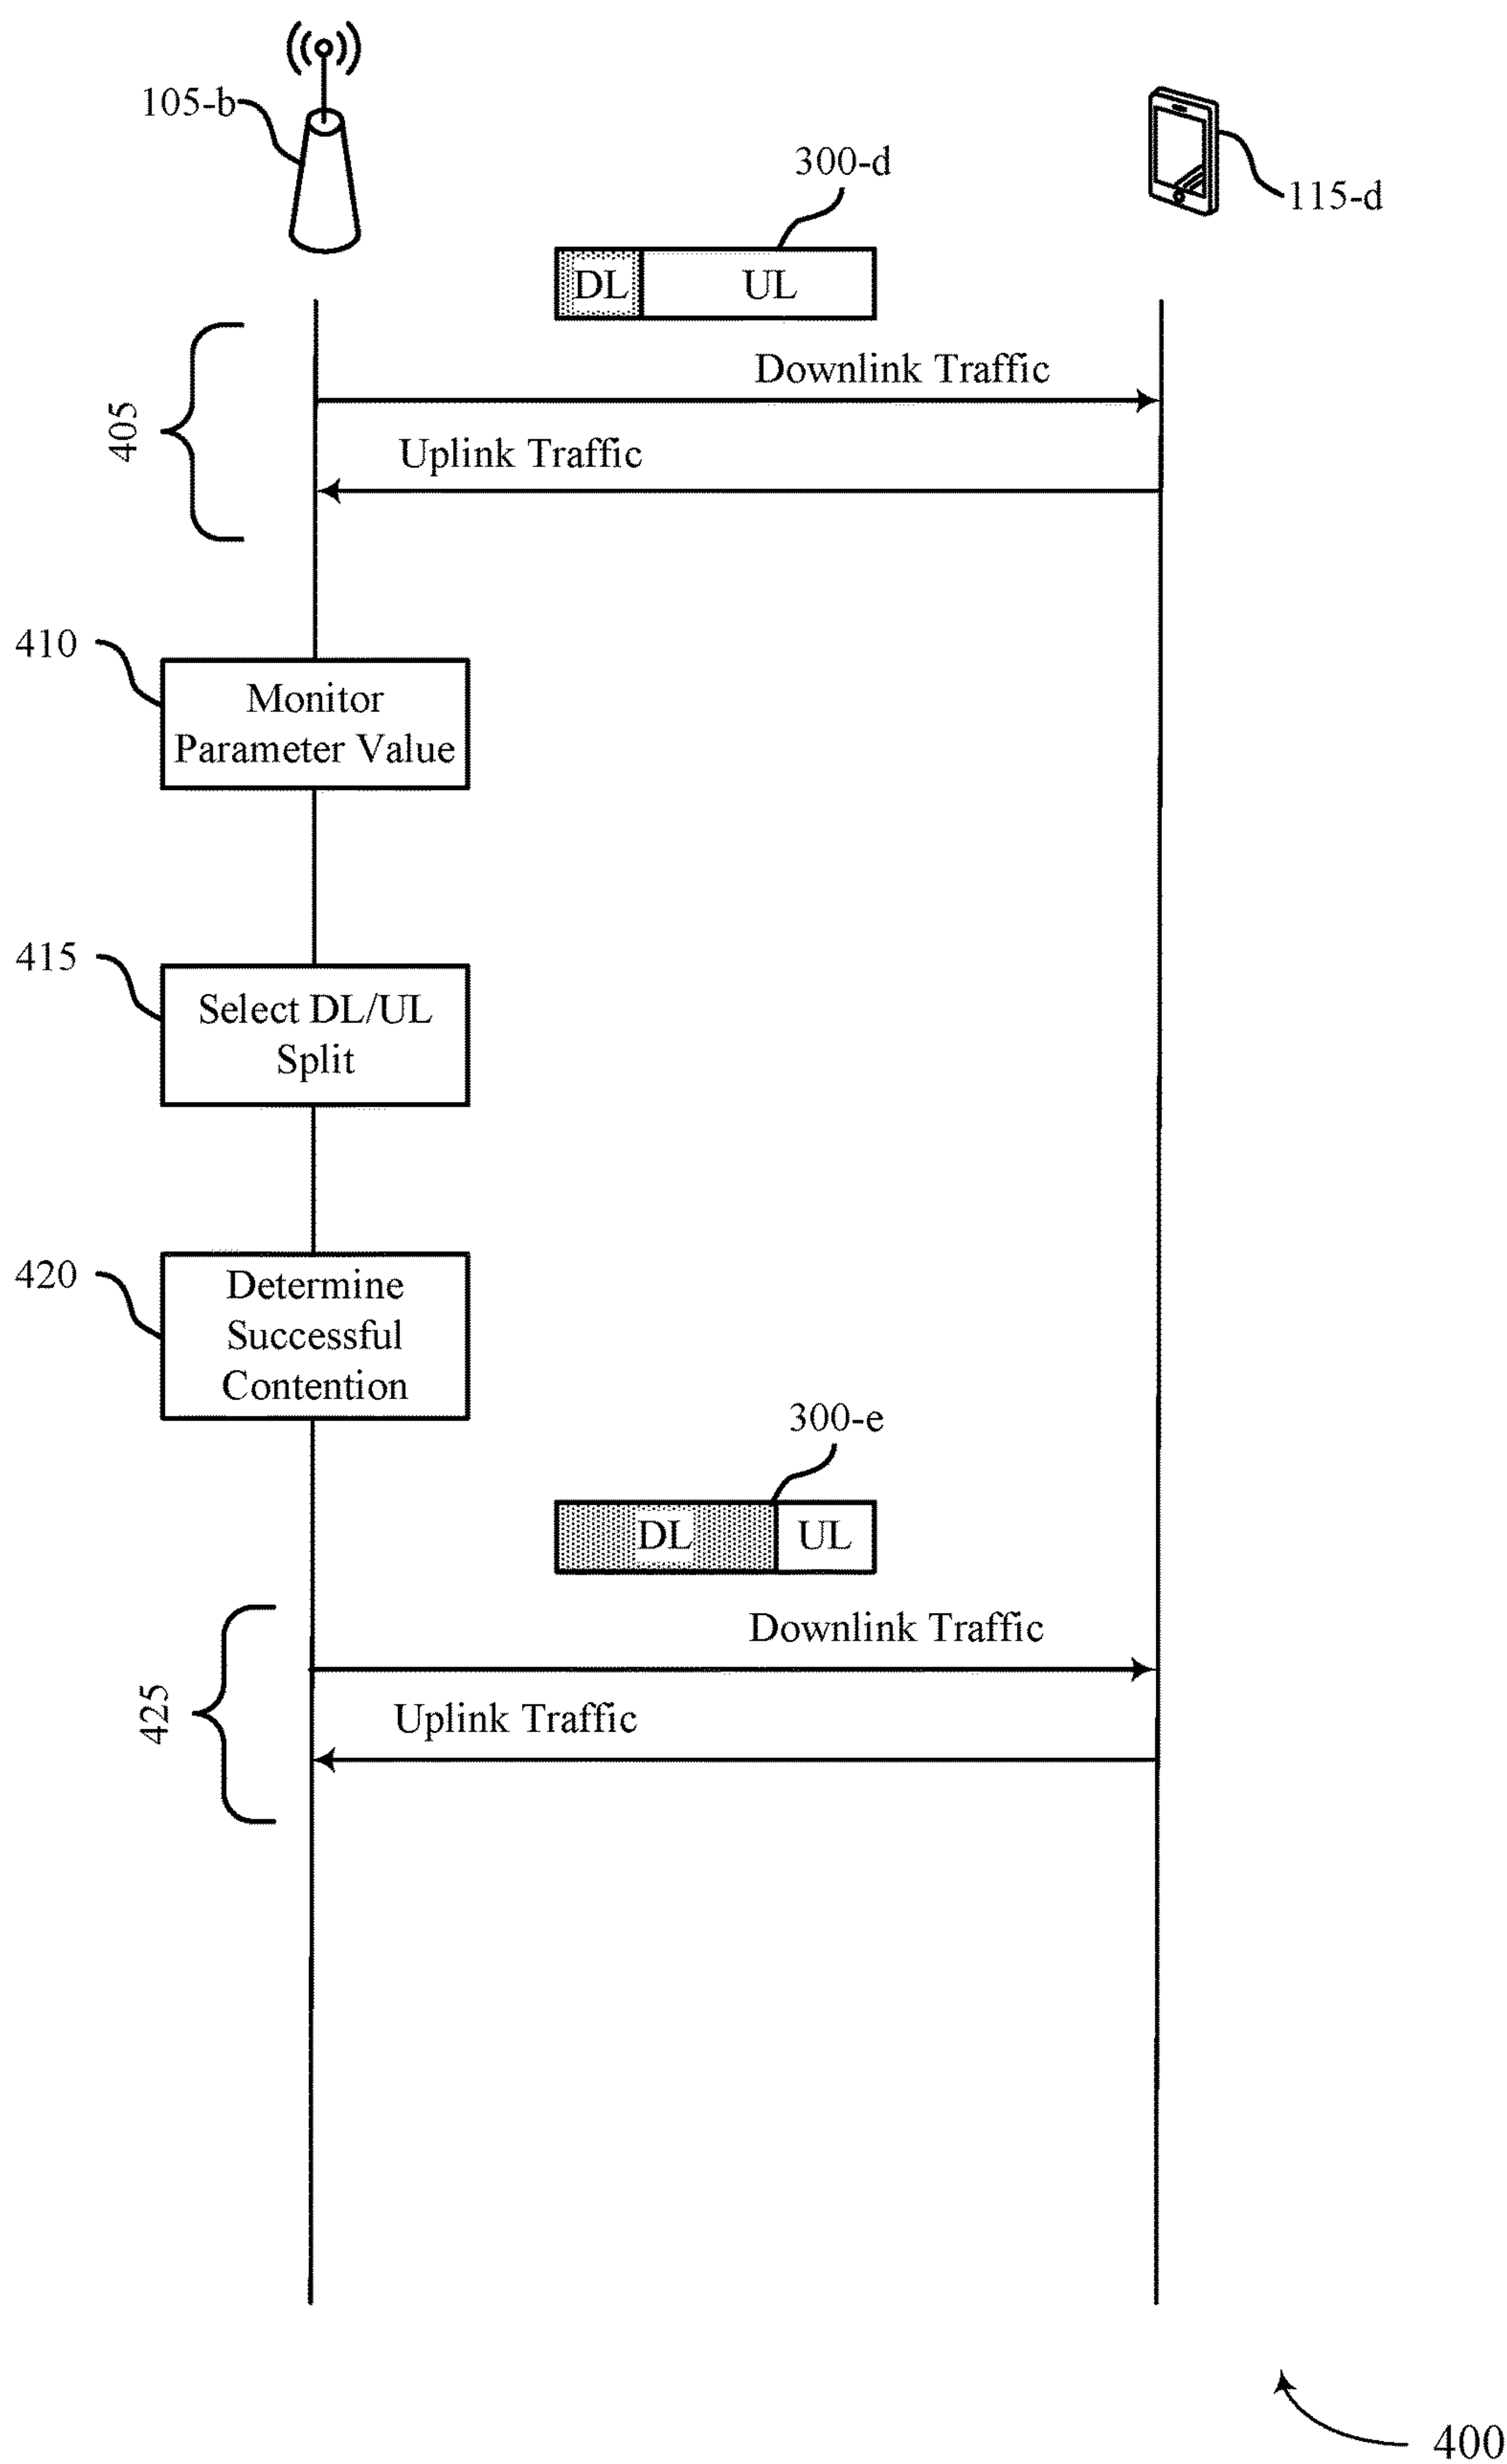 105-b
115-d
300-d
DL
UL
405
Downlink Traffic
Uplink Traffic
410
Monitor
Parameter Value
415
Select DL/UL
Split
420
Determine
Successful
Contention
300-e
DL
UL
425
Downlink Traffic
Uplink Traffic
400